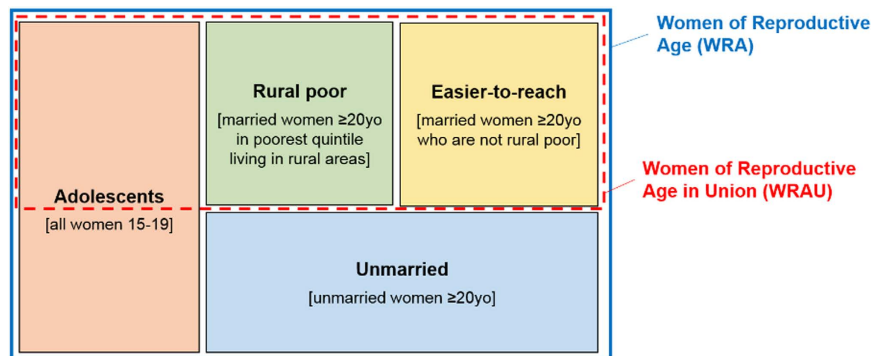 Women of Reproductive
Age (WRA)
Rural poor
[married women ≥20yo
in poorest quintile
living in rural areas]
Easier-to-reach
[married women ≥20yo
who are not rural poor]
Women of Reproductive
Age in Union (WRAU)
Adolescents
[all women 15-19]
Unmarried
[unmarried women ≥20yo]